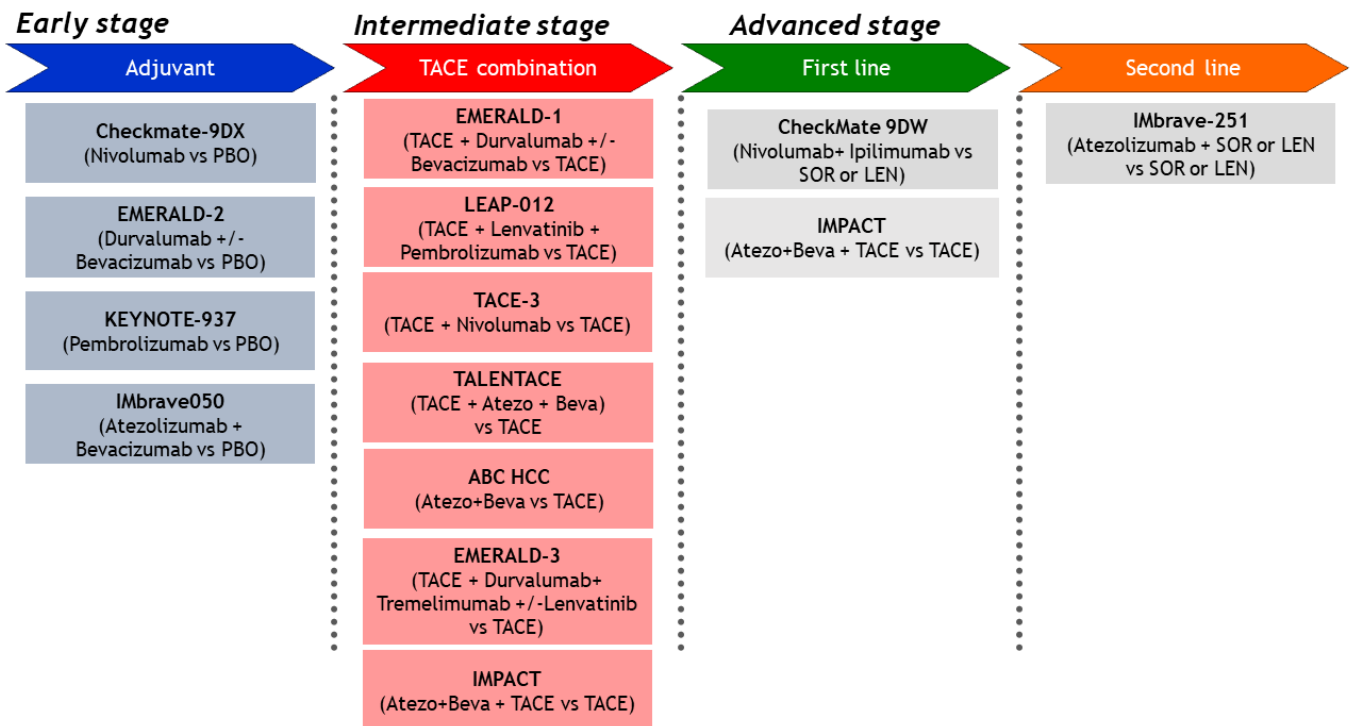 Early stage
Intermediate stage
Advanced stage
Adjuvant
TACE combination
First line
Second line
Checkmate-9DX
(Nivolumab vs PBO)
EMERALD-2
(Durvalumab +/-
Bevacizumab vs PBO)
KEYNOTE-937
(Pembrolizumab vs PBO)
IMbrave050
(Atezolizumab +
Bevacizumab vs PBO)
EMERALD-1
(TACE + Durvalumab +/-
Bevacizumab vs TACE)
LEAP-012
(TACE + Lenvatinib +
Pembrolizumab vs TACE)
TACE-3
(TACE + Nivolumab vs TACE)
TALENTACE
(TACE + Atezo + Beva)
vs TACE
ABC HCC
(Atezo+Beva vs TACE)
EMERALD-3
(TACE + Durvalumab+
Tremelimumab +/-Lenvatinib
vs TACE)
IMPACT
(Atezo+Beva + TACE vs TACE)
CheckMate 9DW
(Nivolumab+ Ipilimumab vs
SOR or LEN)
IMPACT
(Atezo+Beva + TACE vs TACE)
IMbrave-251
(Atezolizumab + SOR or LEN
vs SOR or LEN)